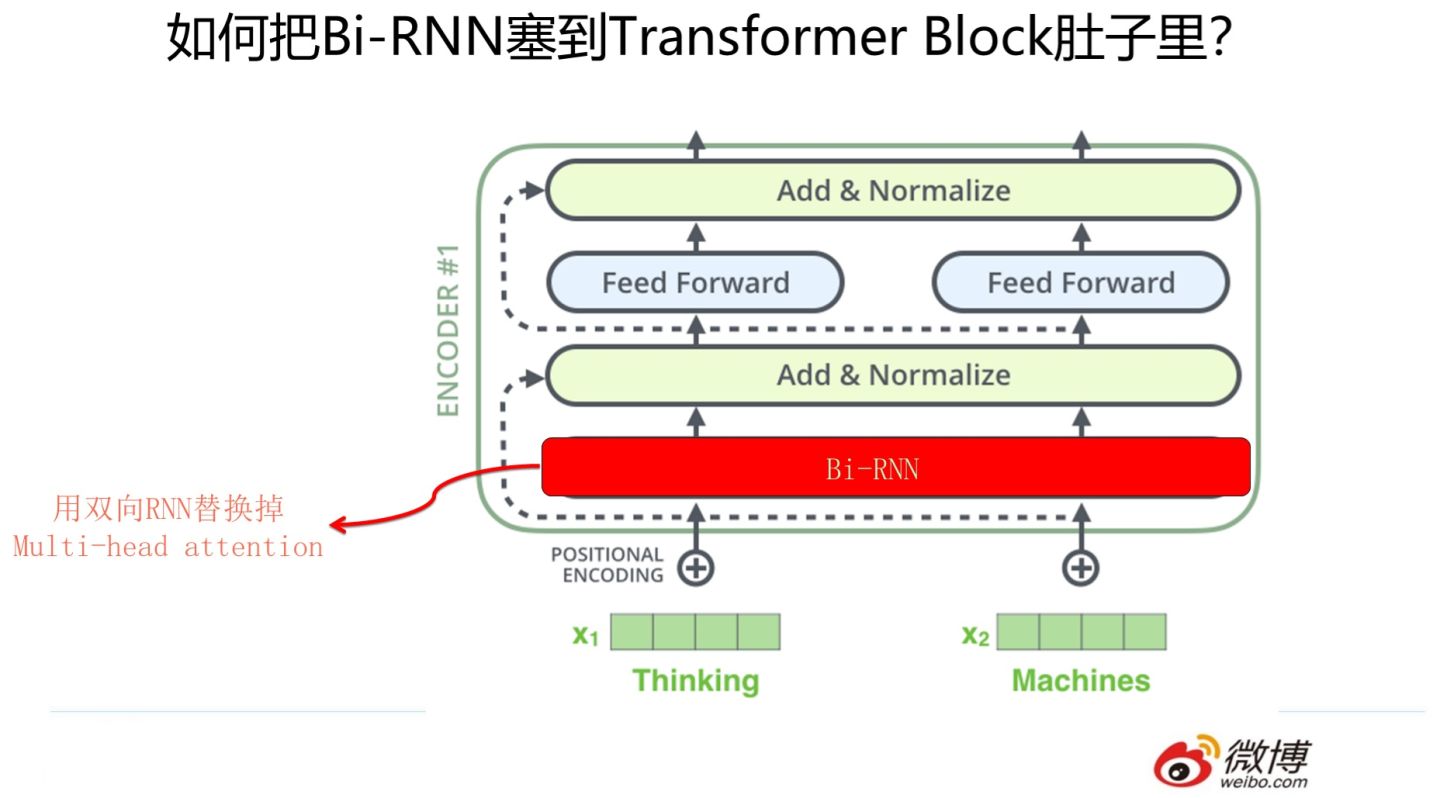 如何把Bi-RNN塞到Transformer Block肚子里?
Add & Normalize
Feed Forward
Feed Forward
ENCODER #1
Add & Normalize
Bi-RNN
用双向RNN替换掉
Multi-head attention
POSITIONAL
ENCODING
x1
x2
Thinking
Machines
微博
weibo.com